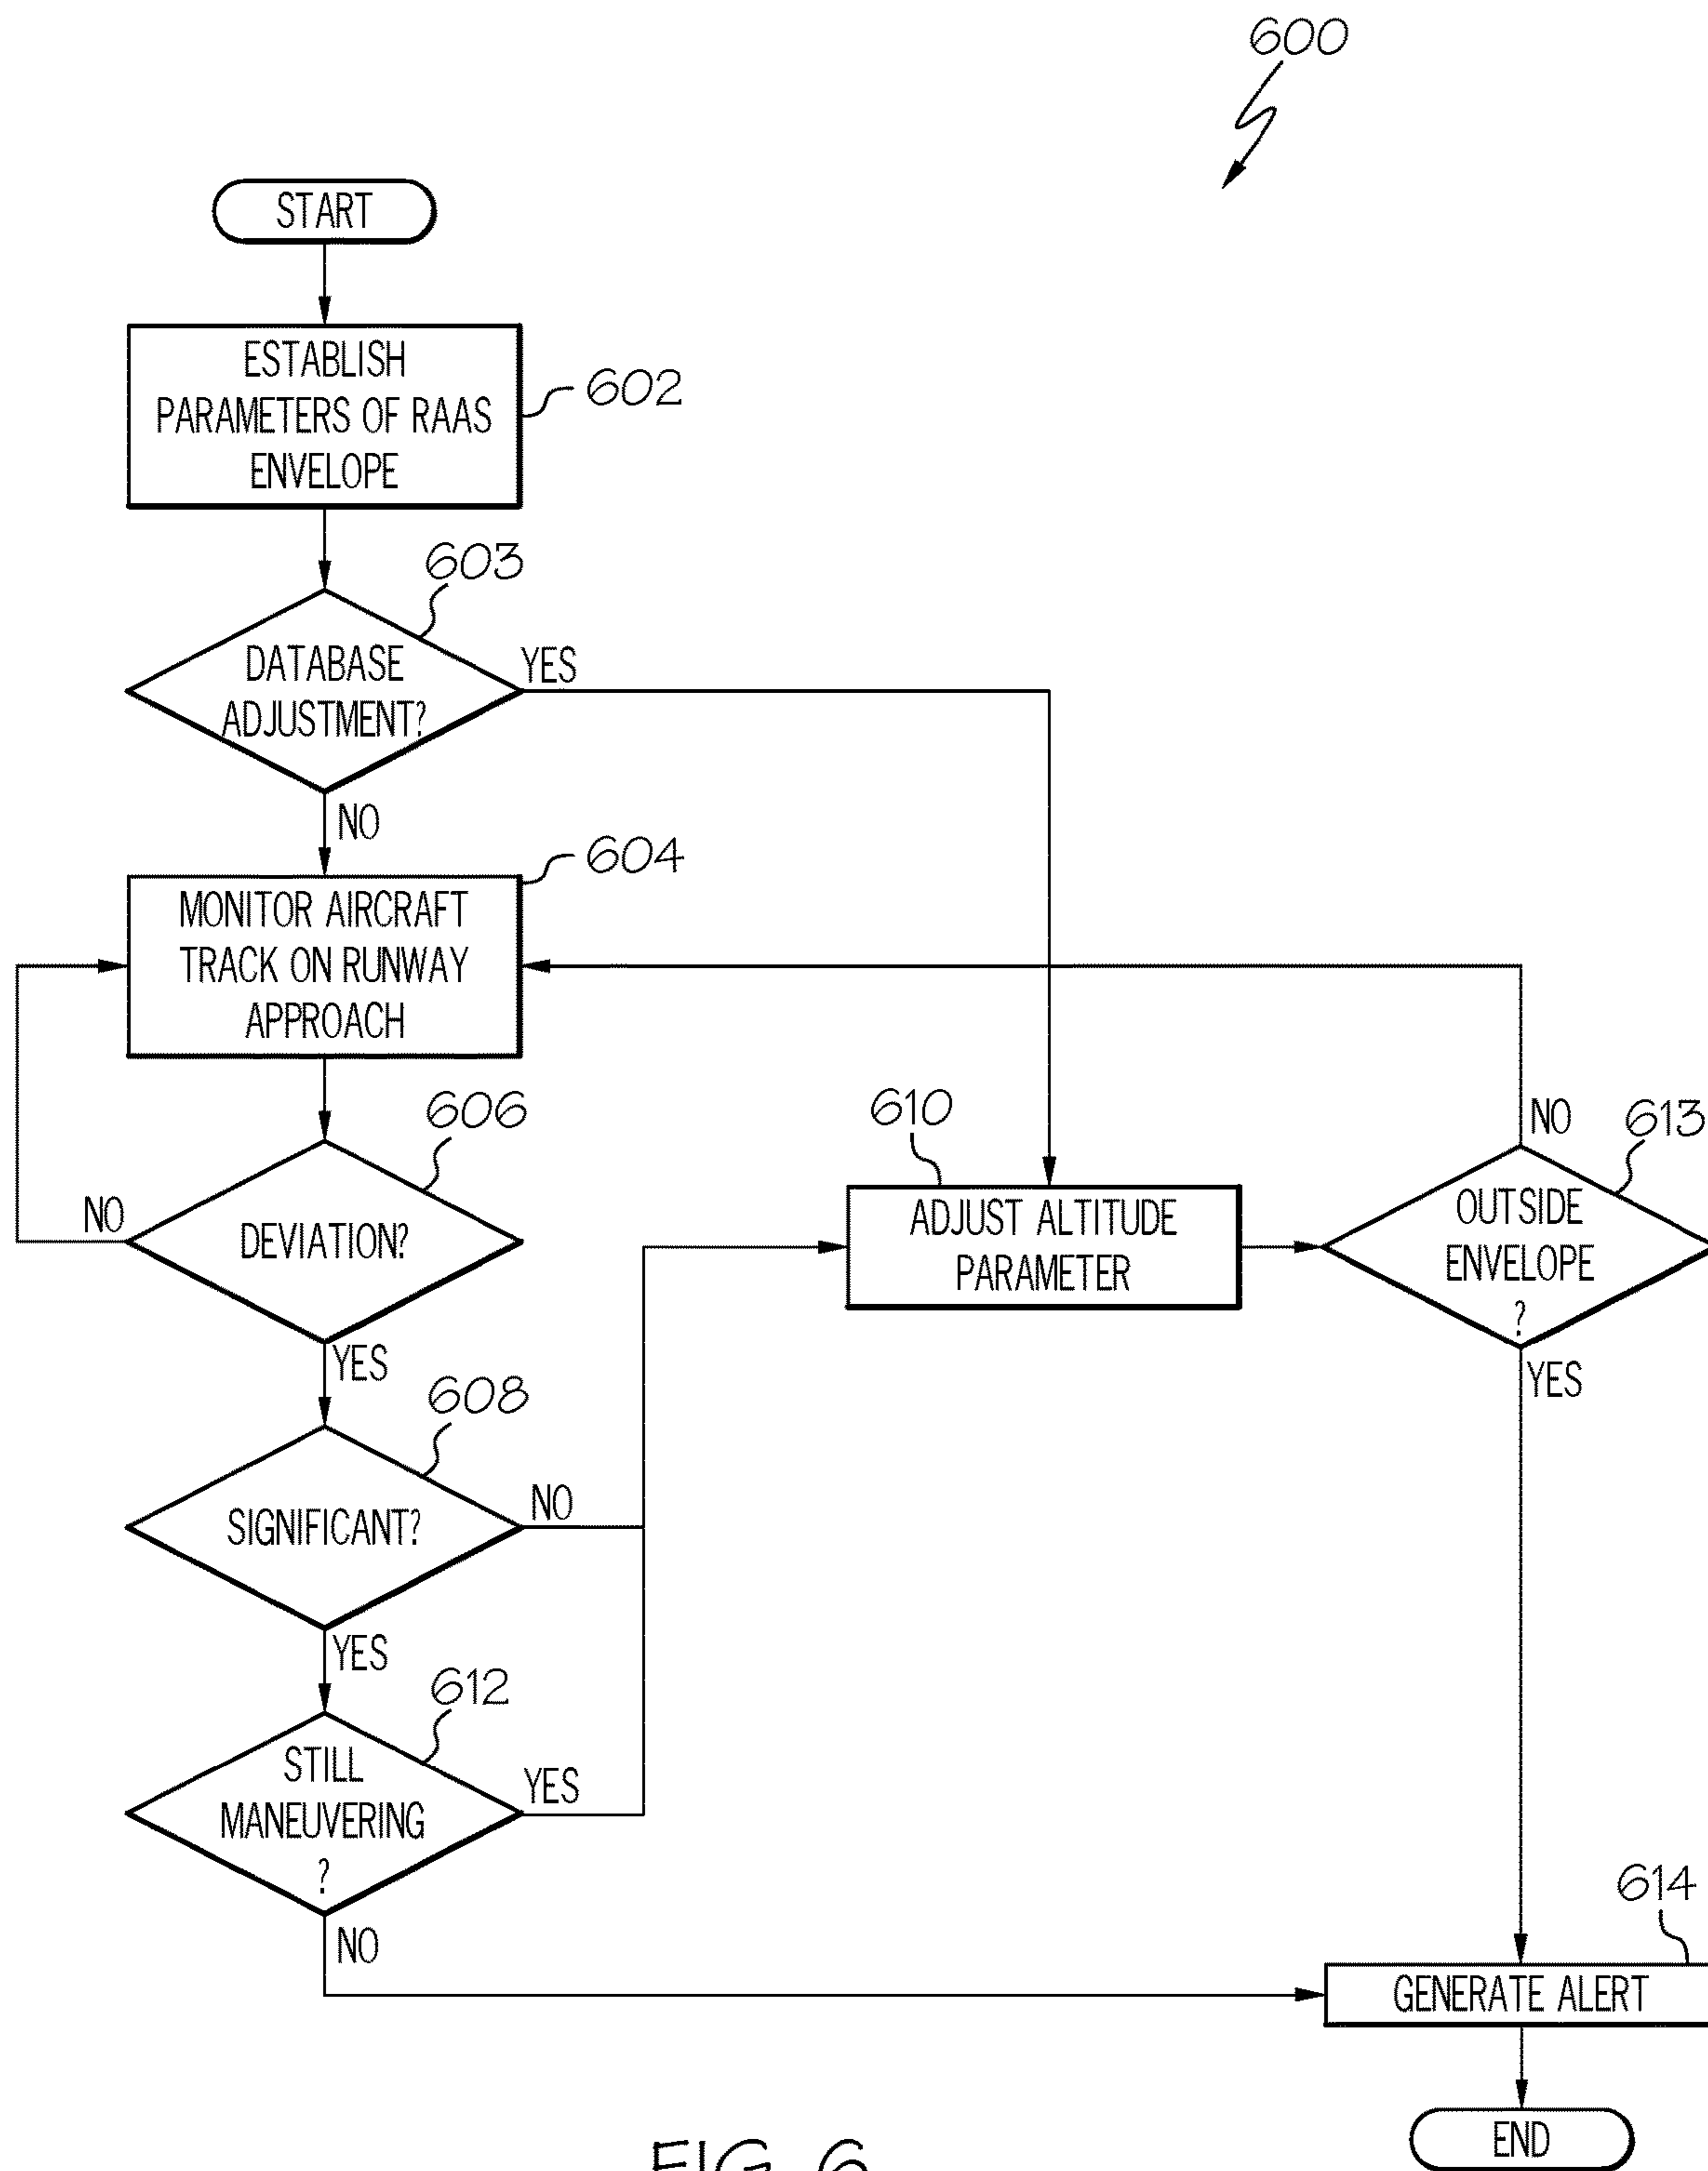 600
START
ESTABLISH
PARAMETERS OF RAAS
ENVELOPE
602
603
DATABASE
ADJUSTMENT?
YES
NO
604
MONITOR AIRCRAFT
TRACK ON RUNWAY
APPROACH
606
DEVIATION?
NO
YES
610
ADJUST ALTITUDE
PARAMETER
NO
613
OUTSIDE
ENVELOPE
?
YES
608
SIGNIFICANT?
NO
YES
612
STILL
MANEUVERING
?
YES
NO
614
GENERATE ALERT
END
FIG. 6